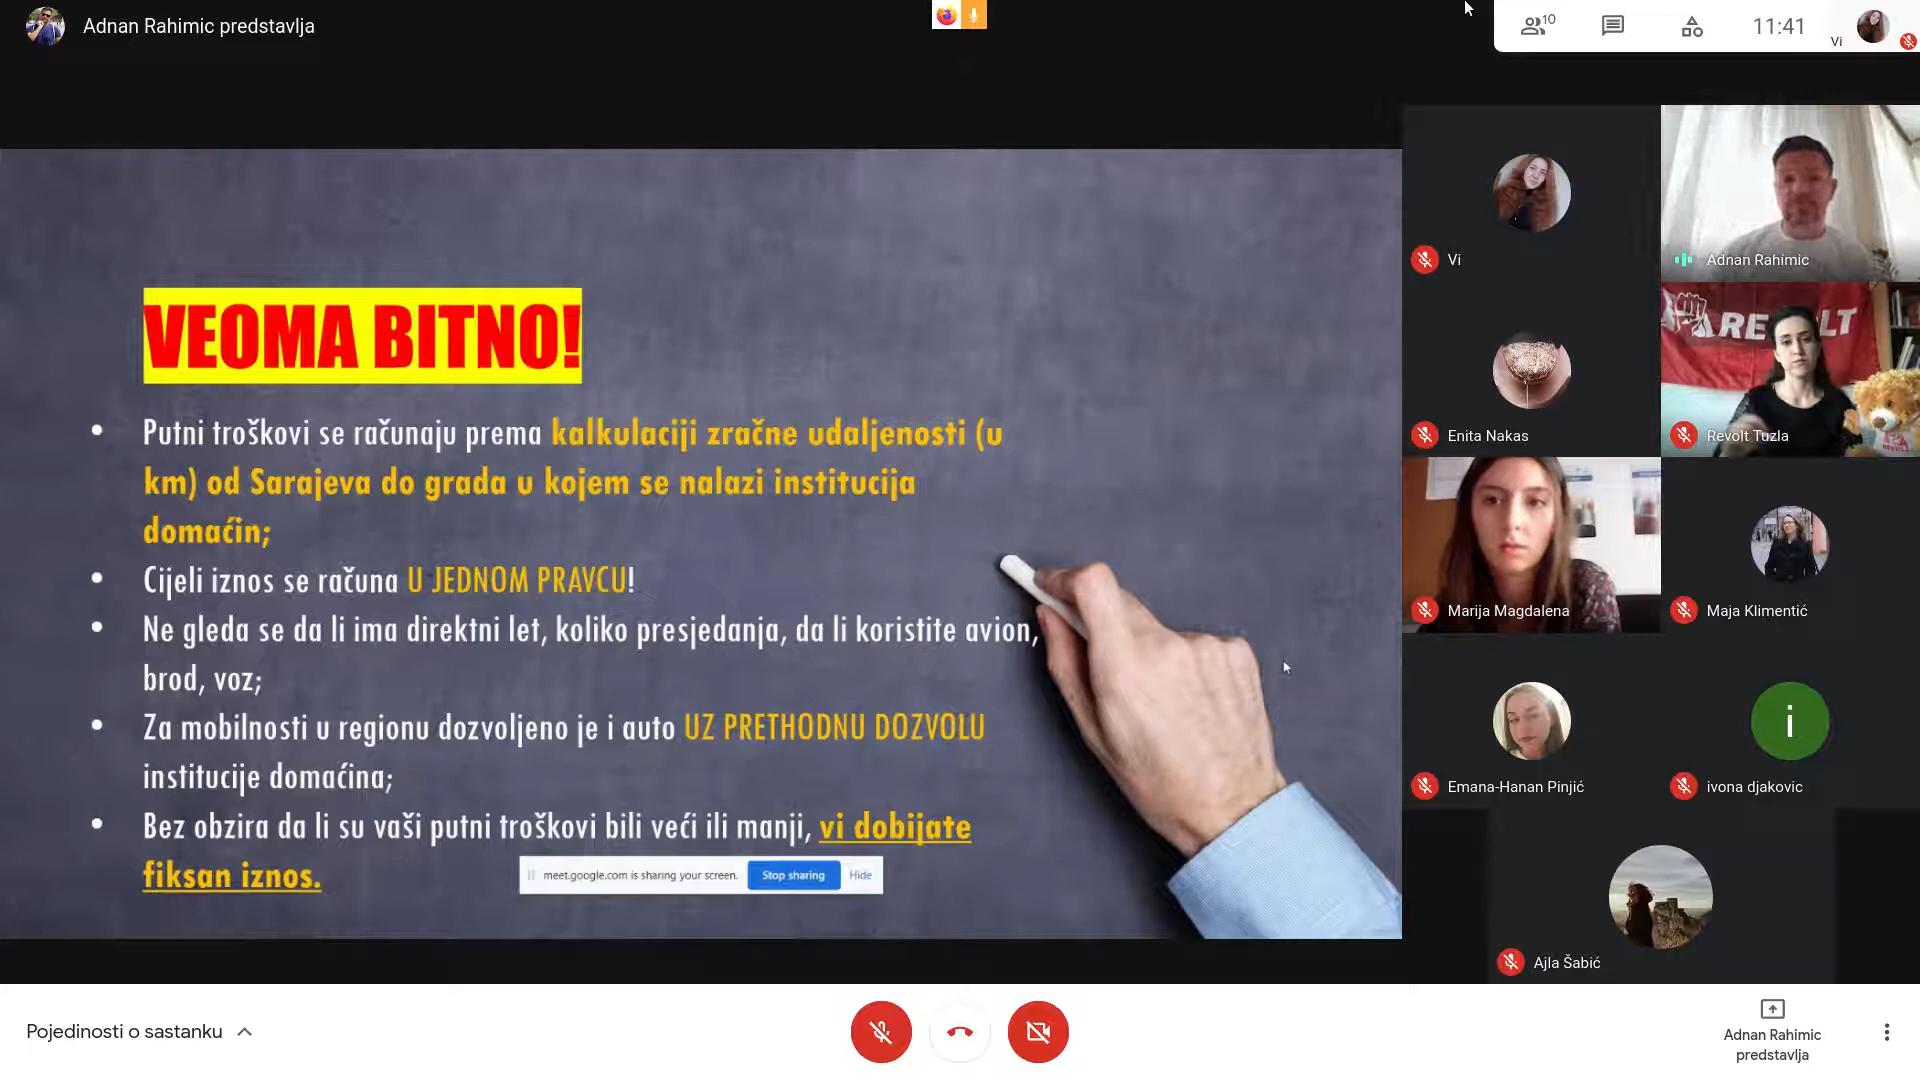 Adnan Rahimic predstavlja
10
11:41
Vi
VEOMA BITNO!
• Putni troškovi se računaju prema kalkulaciji zračne udaljenosti (u
km) od Sarajeva do grada u kojem se nalazi institucija
domaćin;
• Cijeli iznos se računa U JEDNOM PRAVCU!
• Ne gleda se da li ima direktni let, koliko presjedanja, da li koristite avion,
brod, voz;
• Za mobilnosti u regionu dozvoljeno je i auto UZ PRETHODNU DOZVOLU
institucije domaćina;
• Bez obzira da li su vaši putni troškovi bili veći ili manji, vi dobijate
fiksan iznos.
meet.google.com is sharing your screen. Stop sharing Hide
Vi
Adnan Rahimic
REVOLT
Enita Nakas
Revolt Tuzla
Marija Magdalena
Maja Klimentić
i
Emana-Hanan Pinjić
ivona djakovic
Ajla Šabić
Pojedinosti o sastanku
Adnan Rahimic
predstavlja